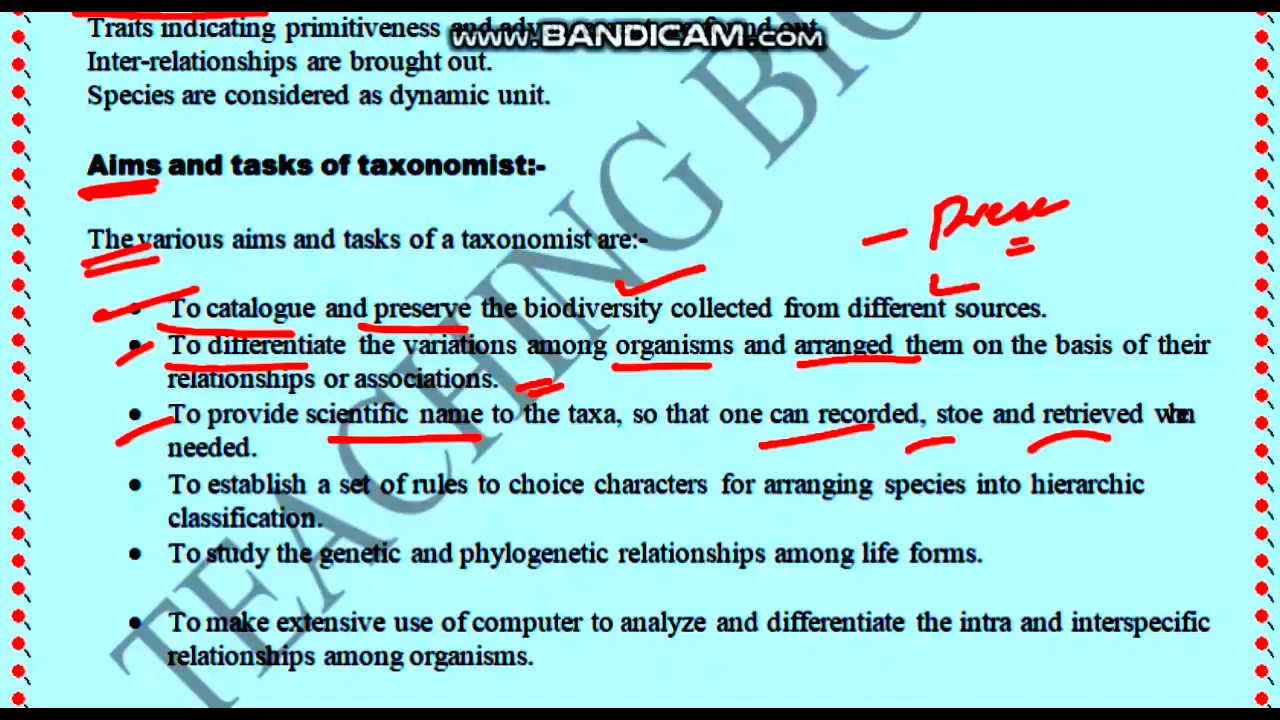 Traits indicating primitiveness and
www.BANDICAM.com
Inter-relationships are brought out.
Species are considered as dynamic unit.
Aims and tasks of taxonomist:-
Prese
The various aims and tasks of a taxonomist are:-
• To catalogue and preserve the biodiversity collected from different sources.
• To differentiate the variations among organisms and arranged them on the basis of their
relationships or associations.
• To provide scientific name to the taxa, so that one can recorded, stoe and retrieved when
needed.
• To establish a set of rules to choice characters for arranging species into hierarchic
classification.
• To study the genetic and phylogenetic relationships among life forms.
• To make extensive use of computer to analyze and differentiate the intra and interspecific
relationships among organisms.
TEACHING